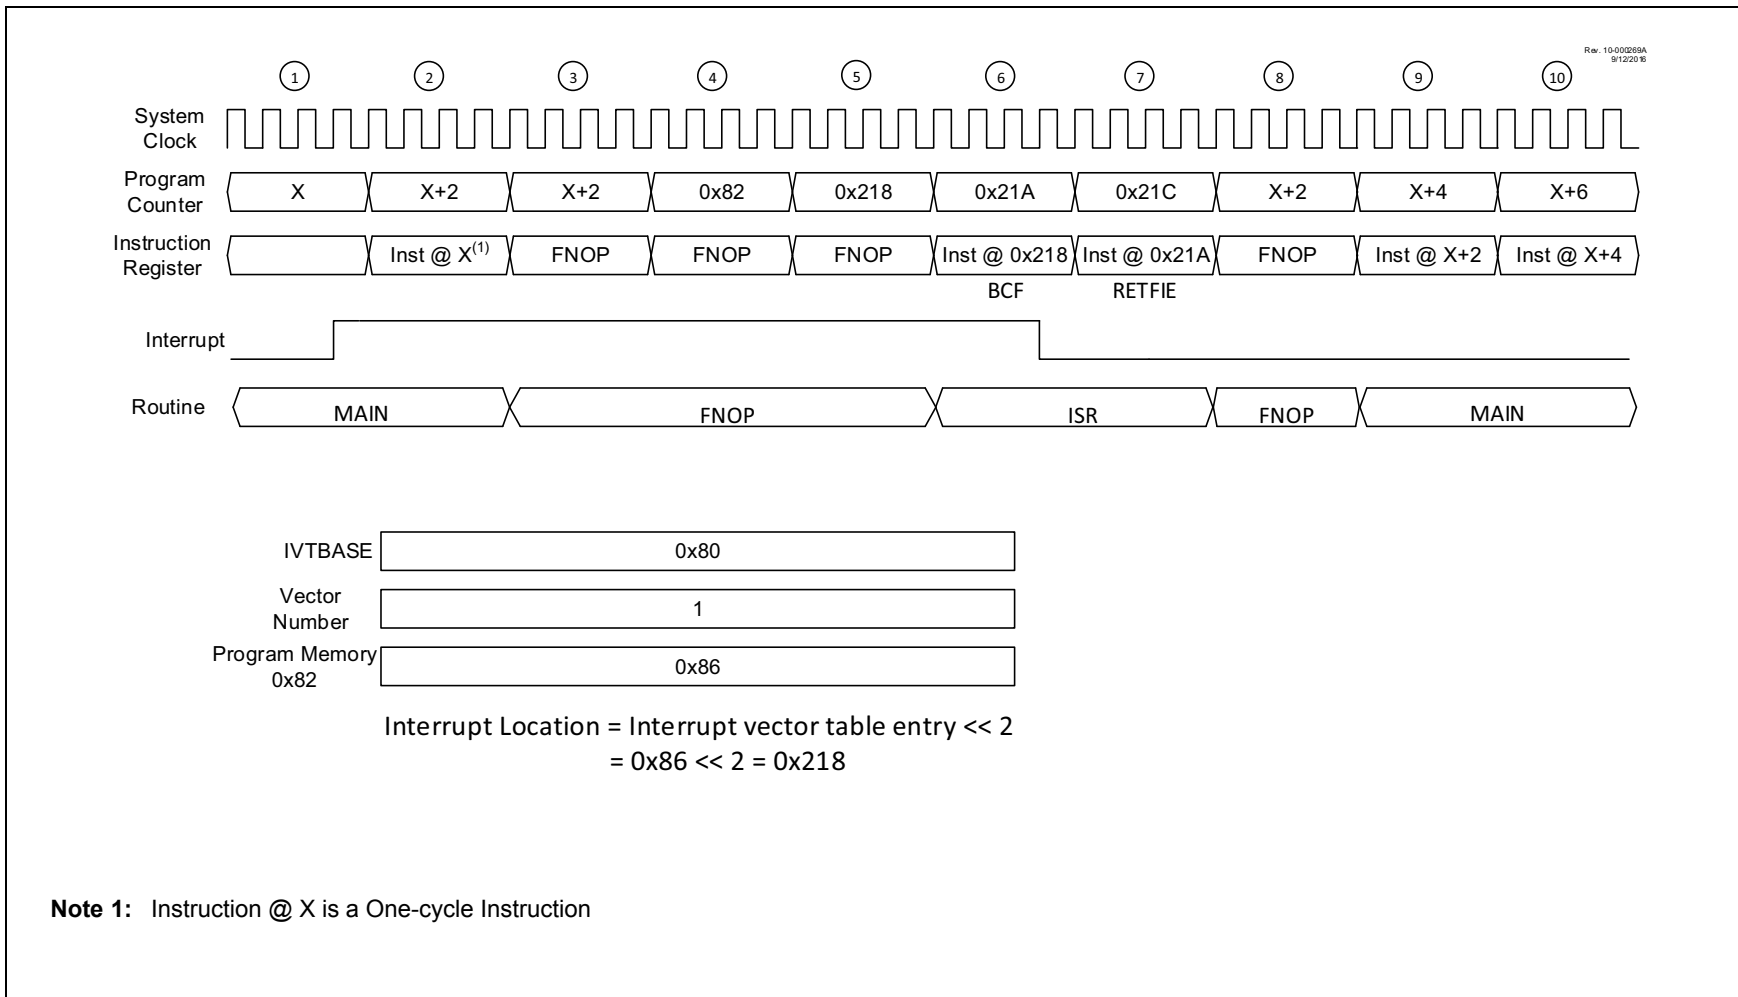 Rev. 10-000269A
9/12/2016
1 2 3 4 5 6 7 8 9 10
System
Clock
Program
Counter
X X+2 X+2 0x82 0x218 0x21A 0x21C X+2 X+4 X+6
Instruction
Register
Inst @ X(1) FNOP FNOP FNOP Inst @ 0x218 Inst @ 0x21A FNOP Inst @ X+2 Inst @ X+4
BCF RETFIE
Interrupt
Routine
MAIN FNOP ISR FNOP MAIN
IVTBASE 0x80
Vector
Number
1
Program Memory
0x82
0x86
Interrupt Location = Interrupt vector table entry << 2
= 0x86 << 2 = 0x218
Note 1: Instruction @ X is a One-cycle Instruction